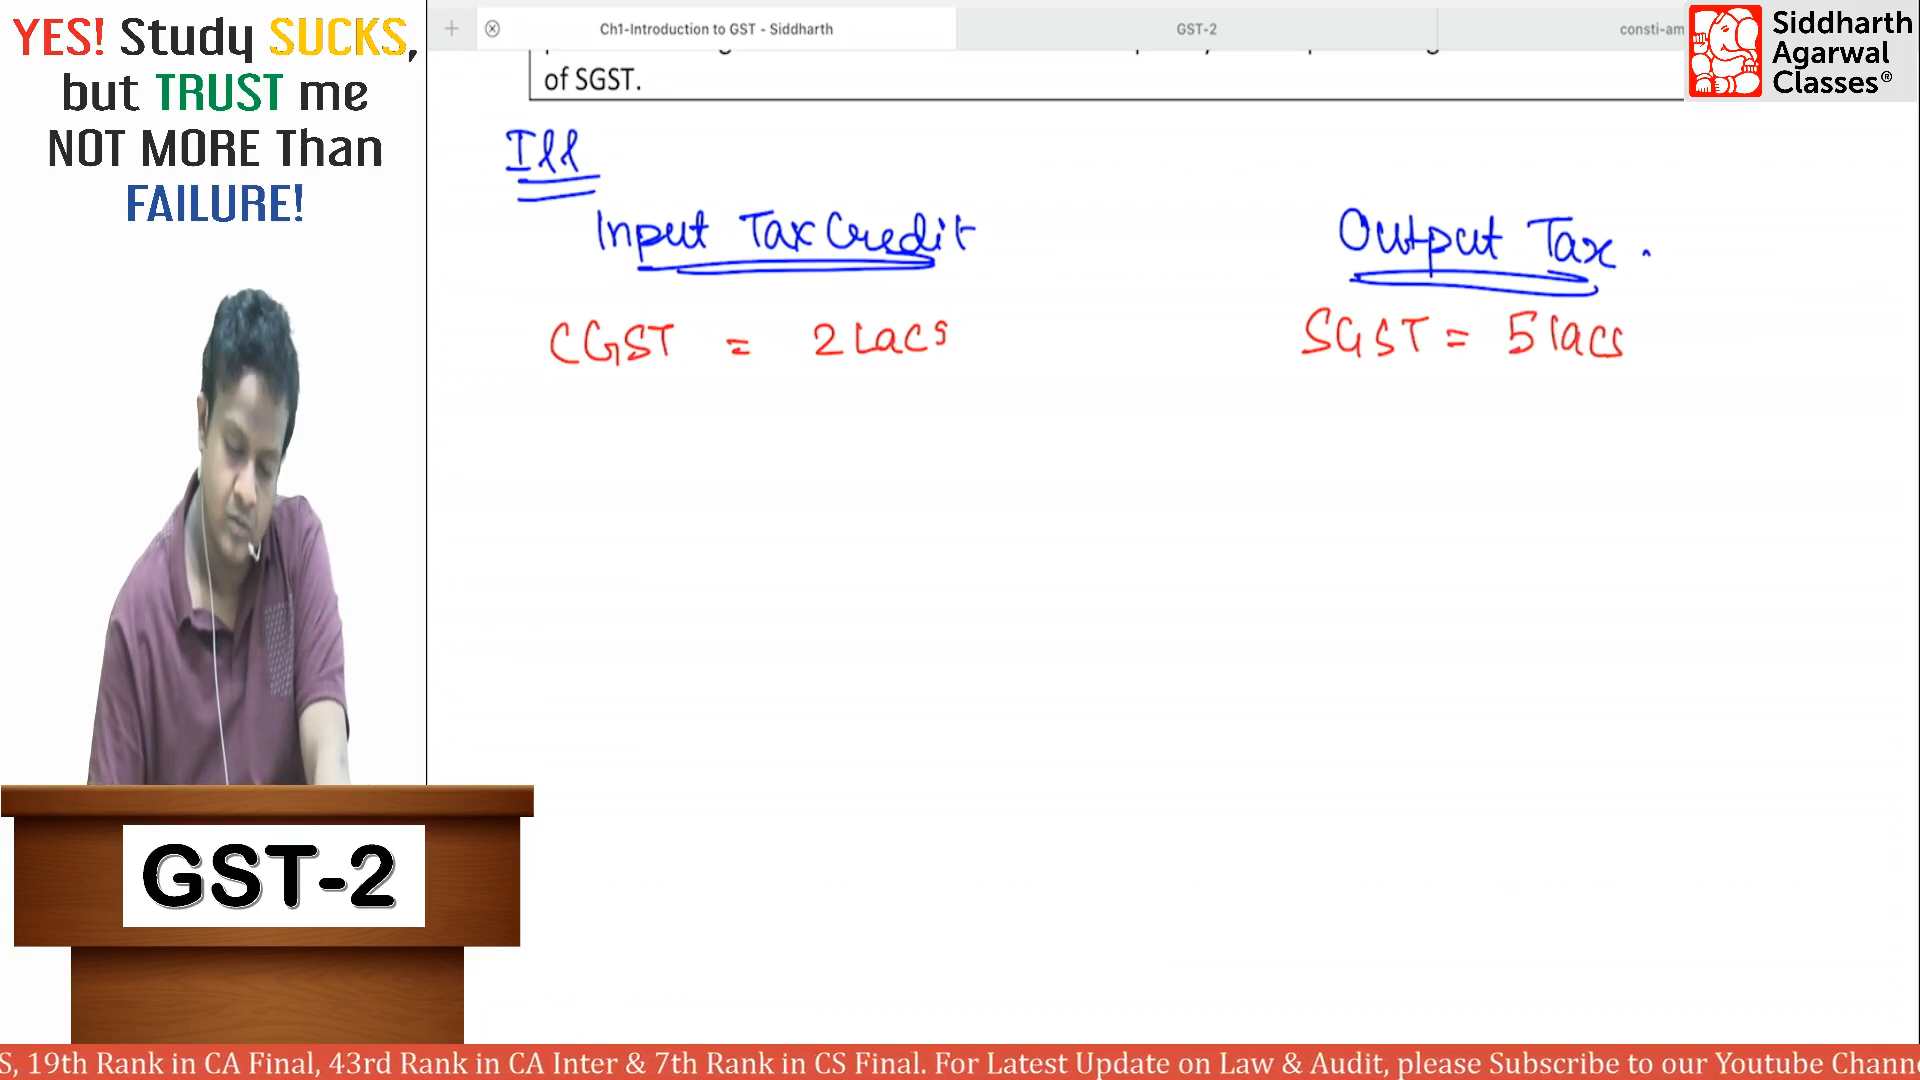 YES! Study SUCKS,
but TRUST me
NOT MORE Than
FAILURE!
Ch1-Introduction to GST - Siddharth
GST-2
consti-am
Siddharth
Agarwal
Classes®
of SGST.
Ill
Input Tax Credit
Output Tax.
CGST = 2 lacs
SGST = 5 lacs
GST-2
S, 19th Rank in CA Final, 43rd Rank in CA Inter & 7th Rank in CS Final. For Latest Update on Law & Audit, please Subscribe to our Youtube Chann